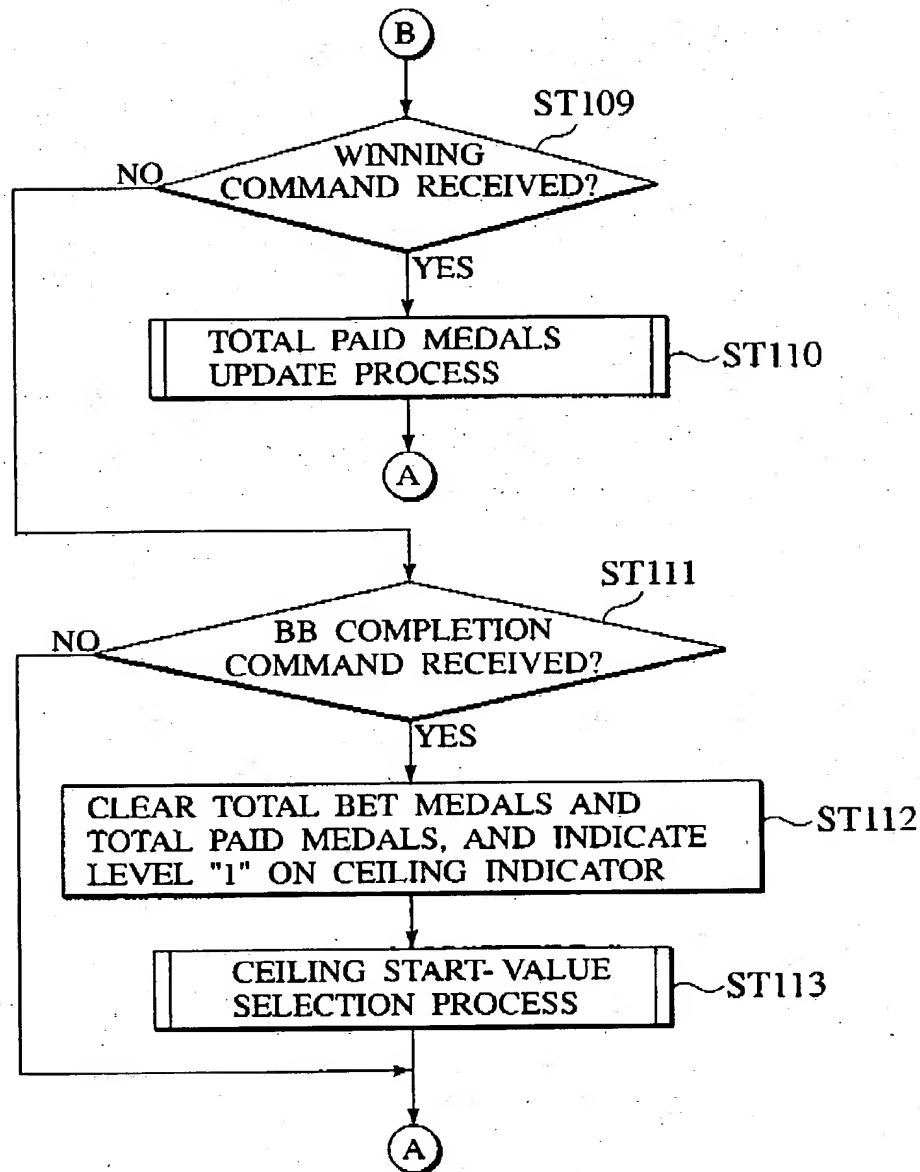 B
ST109
WINNING
COMMAND RECEIVED?
NO
YES
TOTAL PAID MEDALS
UPDATE PROCESS
ST110
A
ST111
BB COMPLETION
COMMAND RECEIVED?
NO
YES
CLEAR TOTAL BET MEDALS AND
TOTAL PAID MEDALS, AND INDICATE
LEVEL "1" ON CEILING INDICATOR
ST112
CEILING START-VALUE
SELECTION PROCESS
ST113
A